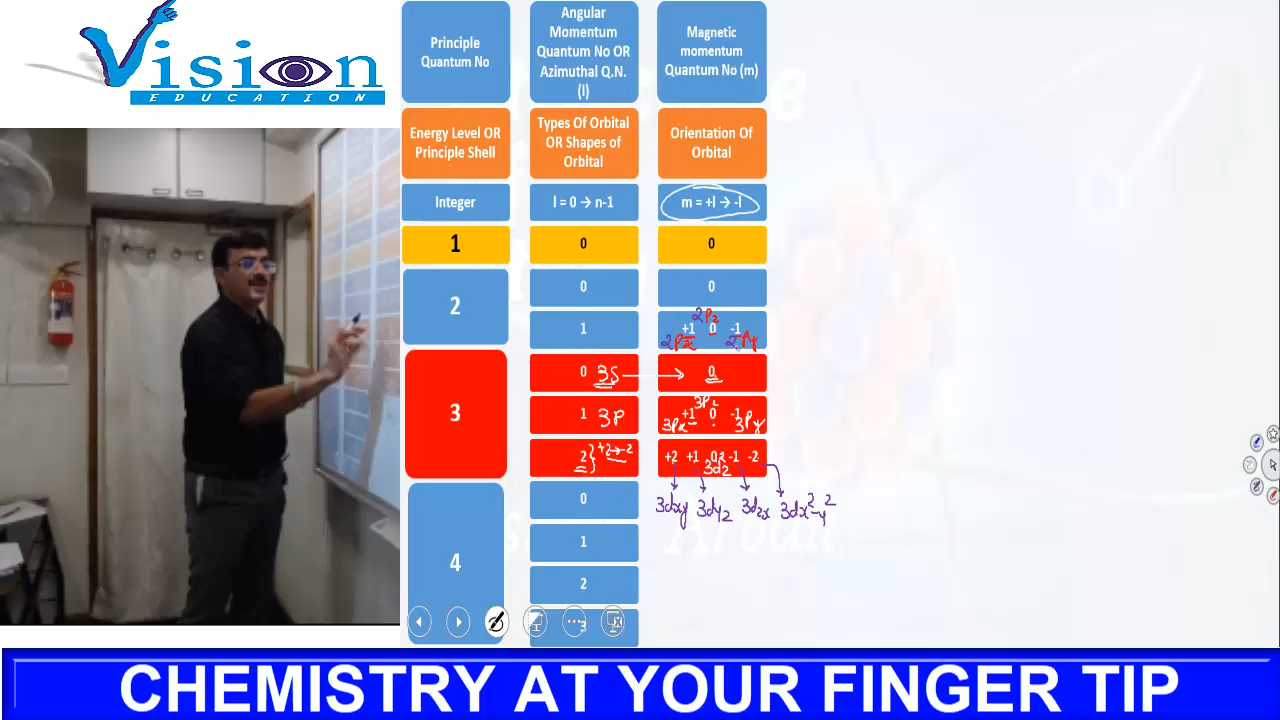 Vision
EDUCATION
Principle
Quantum No
Angular
Momentum
Quantum No OR
Azimuthal Q.N.
(l)
Magnetic
momentum
Quantum No (m)
Energy Level OR
Principle Shell
Types Of Orbital
OR Shapes of
Orbital
Orientation Of
Orbital
Integer
l = 0 → n-1
m = +l → -l
1
0
0
2
0
0
1
2Pz
+1 0 -1
2Px 2Py
3
0 3S
0
1 3P
3Pz
+1 0 -1
3Px 3Py
2 } +2→-2
+2 +1 0 -1 -2
3dz²
3dxy 3dyz 3dzx 3dx²-y²
4
0
1
2
3
CHEMISTRY AT YOUR FINGER TIP